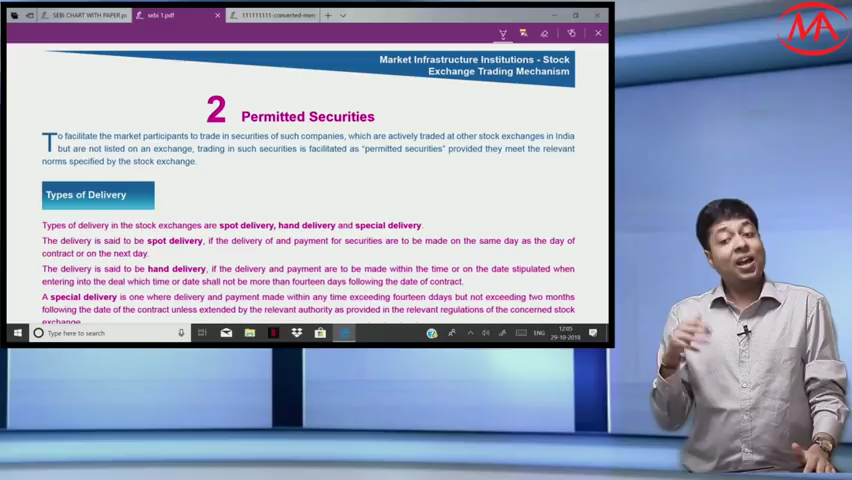 SEBI CHART WITH PAPER.pc
sebi 1.pdf
111111111-converted-mer
MA
Market Infrastructure Institutions - Stock
Exchange Trading Mechanism
2 Permitted Securities
To facilitate the market participants to trade in securities of such companies, which are actively traded at other stock exchanges in India
but are not listed on an exchange, trading in such securities is facilitated as "permitted securities" provided they meet the relevant
norms specified by the stock exchange.
Types of Delivery
Types of delivery in the stock exchanges are spot delivery, hand delivery and special delivery.
The delivery is said to be spot delivery, if the delivery of and payment for securities are to be made on the same day as the day of
contract or on the next day.
The delivery is said to be hand delivery, if the delivery and payment are to be made within the time or on the date stipulated when
entering into the deal which time or date shall not be more than fourteen days following the date of contract.
A special delivery is one where delivery and payment made within any time exceeding fourteen ddays but not exceeding two months
following the date of the contract unless extended by the relevant authority as provided in the relevant regulations of the concerned stock
exchange.
Type here to search
ENG
12:05
29-10-2018